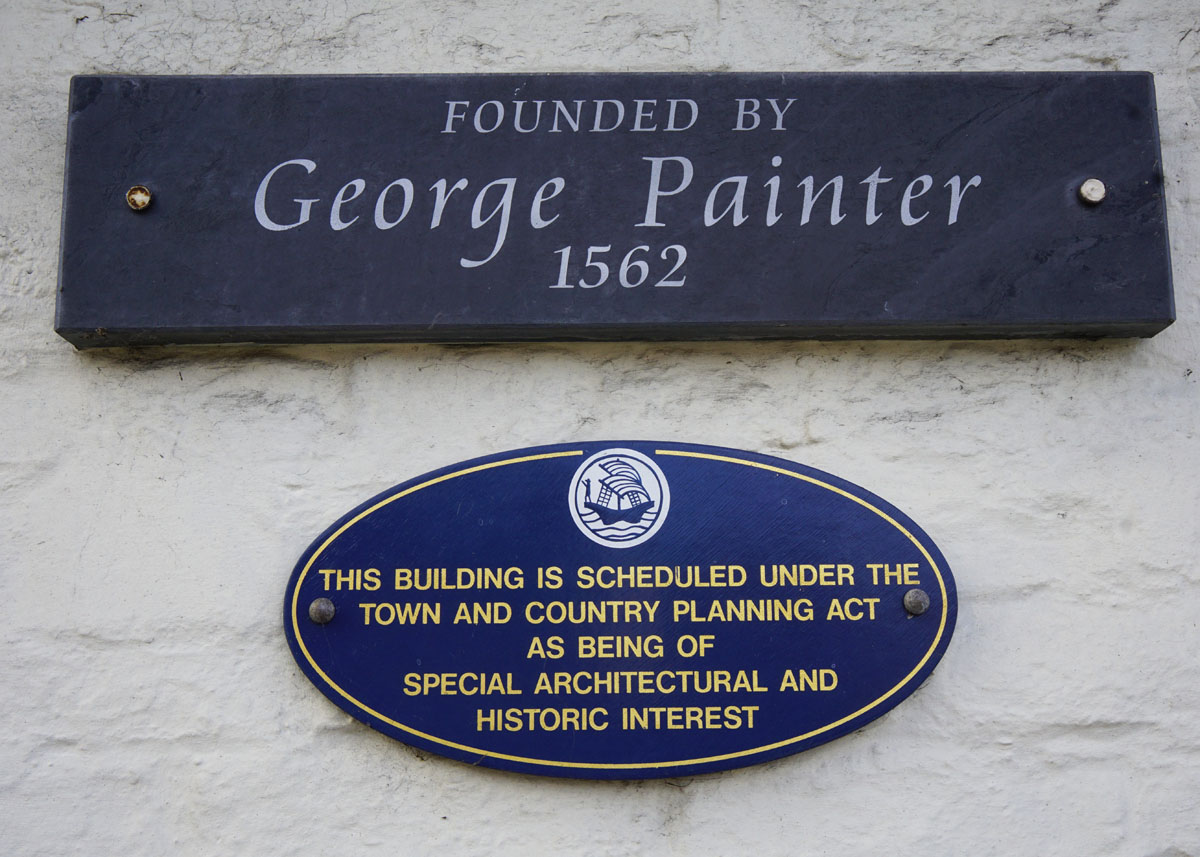 FOUNDED BY
George Painter
1562
THIS BUILDING IS SCHEDULED UNDER THE
TOWN AND COUNTRY PLANNING ACT
AS BEING OF
SPECIAL ARCHITECTURAL AND
HISTORIC INTEREST